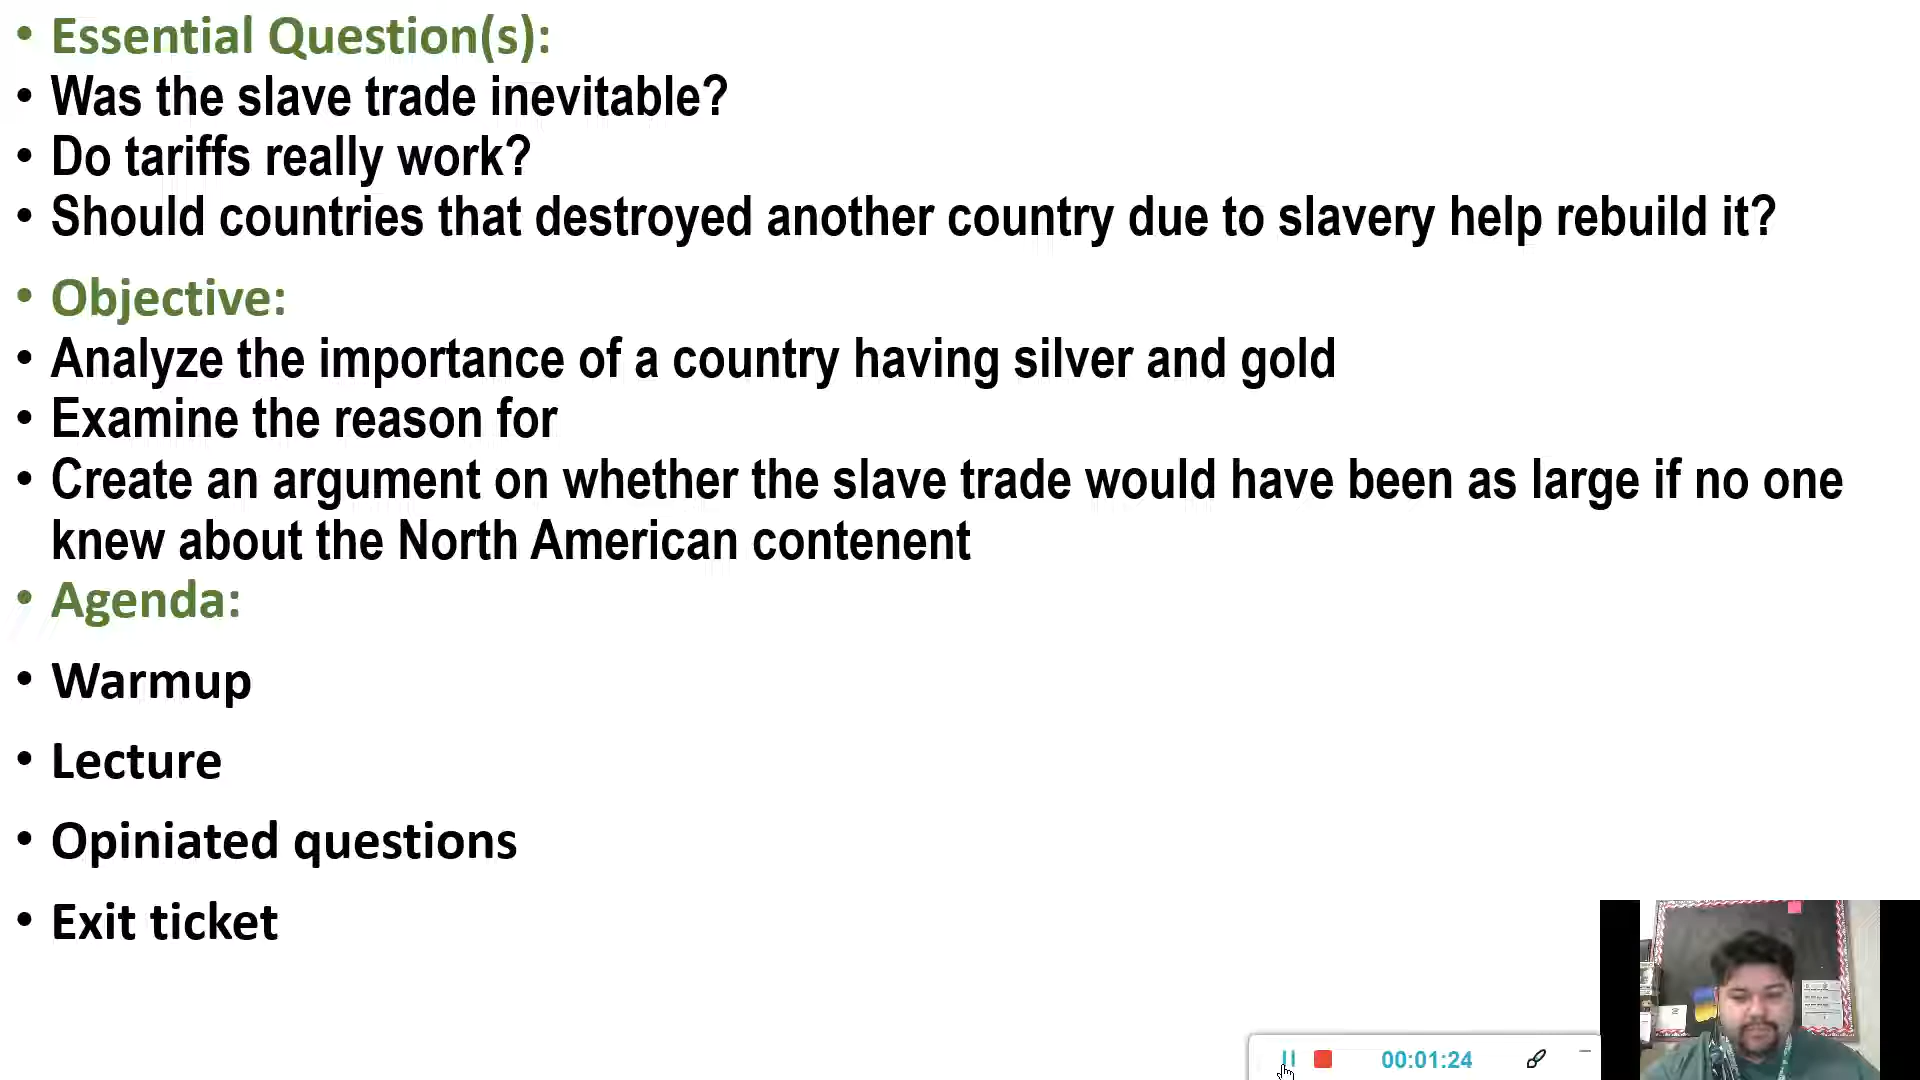 • Essential Question(s):
• Was the slave trade inevitable?
• Do tariffs really work?
• Should countries that destroyed another country due to slavery help rebuild it?
• Objective:
• Analyze the importance of a country having silver and gold
• Examine the reason for
• Create an argument on whether the slave trade would have been as large if no one
knew about the North American contenent
• Agenda:
• Warmup
• Lecture
• Opiniated questions
• Exit ticket
00:01:24